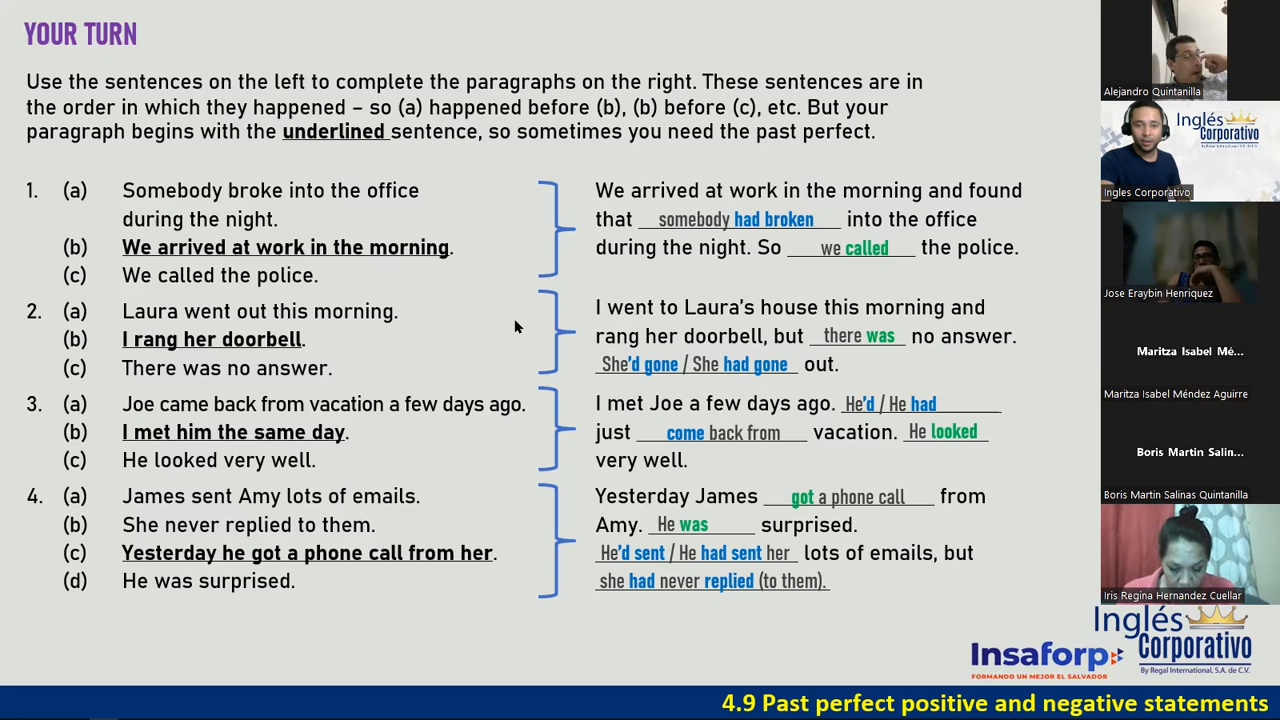 YOUR TURN
Use the sentences on the left to complete the paragraphs on the right. These sentences are in
the order in which they happened – so (a) happened before (b), (b) before (c), etc. But your
paragraph begins with the underlined sentence, so sometimes you need the past perfect.
1. (a) Somebody broke into the office
during the night.
(b) We arrived at work in the morning.
(c) We called the police.
2. (a) Laura went out this morning.
(b) I rang her doorbell.
(c) There was no answer.
3. (a) Joe came back from vacation a few days ago.
(b) I met him the same day.
(c) He looked very well.
4. (a) James sent Amy lots of emails.
(b) She never replied to them.
(c) Yesterday he got a phone call from her.
(d) He was surprised.
We arrived at work in the morning and found
that somebody had broken into the office
during the night. So we called the police.
I went to Laura's house this morning and
rang her doorbell, but there was no answer.
She'd gone / She had gone out.
I met Joe a few days ago. He'd / He had
just come back from vacation. He looked
very well.
Yesterday James got a phone call from
Amy. He was surprised.
He'd sent / He had sent her lots of emails, but
she had never replied (to them).
Alejandro Quintanilla
Inglés
Corporativo
By Regal International, S.A. de C.V.
Ingles Corporativo
Jose Eraybin Henriquez
Maritza Isabel Mé...
Maritza Isabel Méndez Aguirre
Boris Martin Salin...
Boris Martin Salinas Quintanilla
Iris Regina Hernandez Cuellar
Insaforp
FORMANDO UN MEJOR EL SALVADOR
Inglés
Corporativo
By Regal International, S.A. de C.V.
4.9 Past perfect positive and negative statements